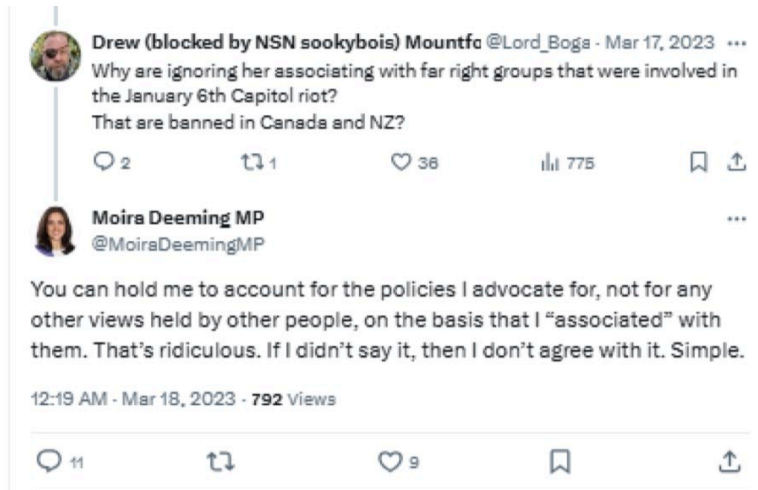 Drew (blocked by NSN sookybois) Mountfo @Lord_Boga · Mar 17, 2023 ···
Why are ignoring her associating with far right groups that were involved in
the January 6th Capitol riot?
That are banned in Canada and NZ?
2 1 36 775
Moira Deeming MP ···
@MoiraDeemingMP
You can hold me to account for the policies I advocate for, not for any
other views held by other people, on the basis that I “associated” with
them. That’s ridiculous. If I didn’t say it, then I don’t agree with it. Simple.
12:19 AM · Mar 18, 2023 · 792 Views
11 9